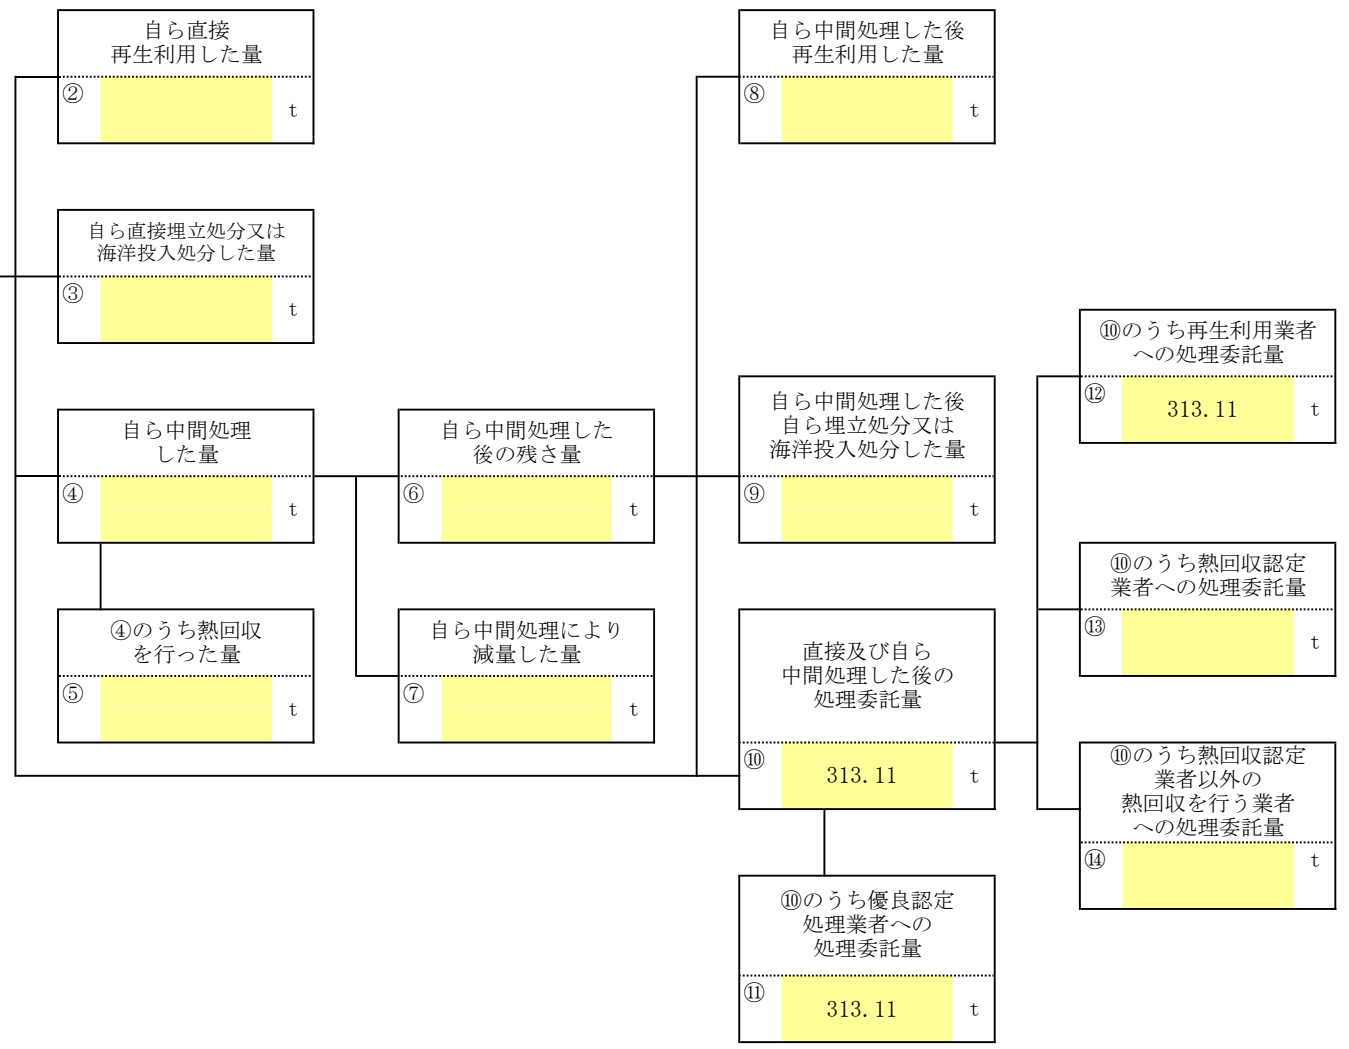 自ら直接
再生利用した量
②
t
自ら中間処理した後
再生利用した量
⑧
t
自ら直接埋立処分又は
海洋投入処分した量
③
t
⑩のうち再生利用業者
への処理委託量
⑫
313.11
t
自ら中間処理
した量
④
t
自ら中間処理した
後の残さ量
⑥
t
自ら中間処理した後
自ら埋立処分又は
海洋投入処分した量
⑨
t
⑩のうち熱回収認定
業者への処理委託量
⑬
t
④のうち熱回収
を行った量
⑤
t
自ら中間処理により
減量した量
⑦
t
直接及び自ら
中間処理した後の
処理委託量
⑩
313.11
t
⑩のうち熱回収認定
業者以外の
熱回収を行う業者
への処理委託量
⑭
t
⑩のうち優良認定
処理業者への
処理委託量
⑪
313.11
t